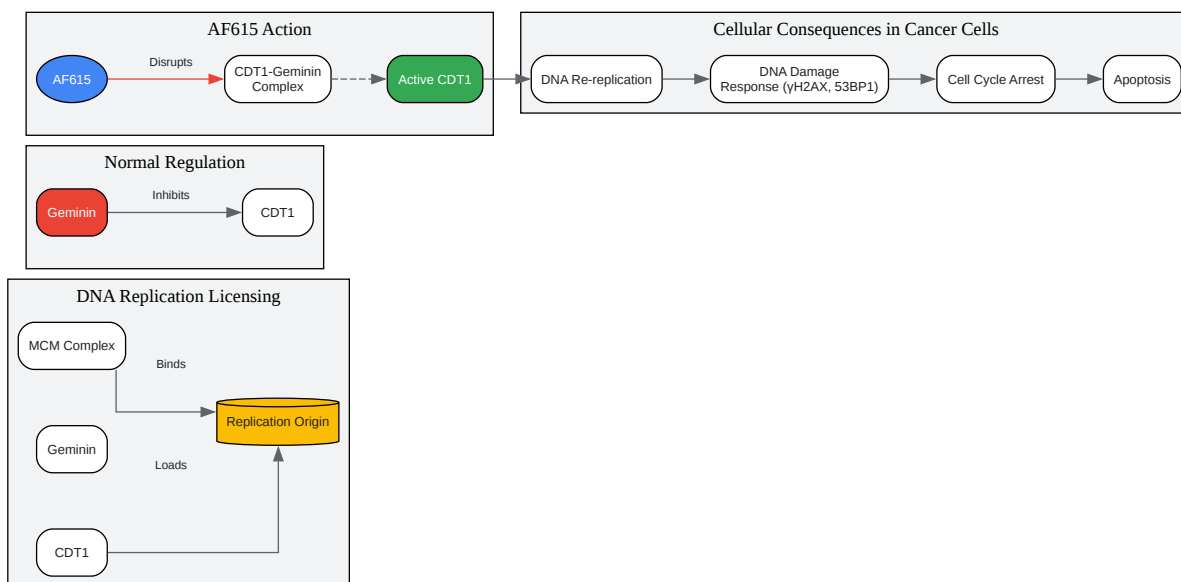 AF615 Action
AF615
Disrupts
CDT1-Geminin
Complex
Active CDT1
Cellular Consequences in Cancer Cells
DNA Re-replication
DNA Damage
Response (γH2AX, 53BP1)
Cell Cycle Arrest
Apoptosis
Normal Regulation
Geminin
Inhibits
CDT1
DNA Replication Licensing
MCM Complex
Binds
Replication Origin
Geminin
Loads
CDT1